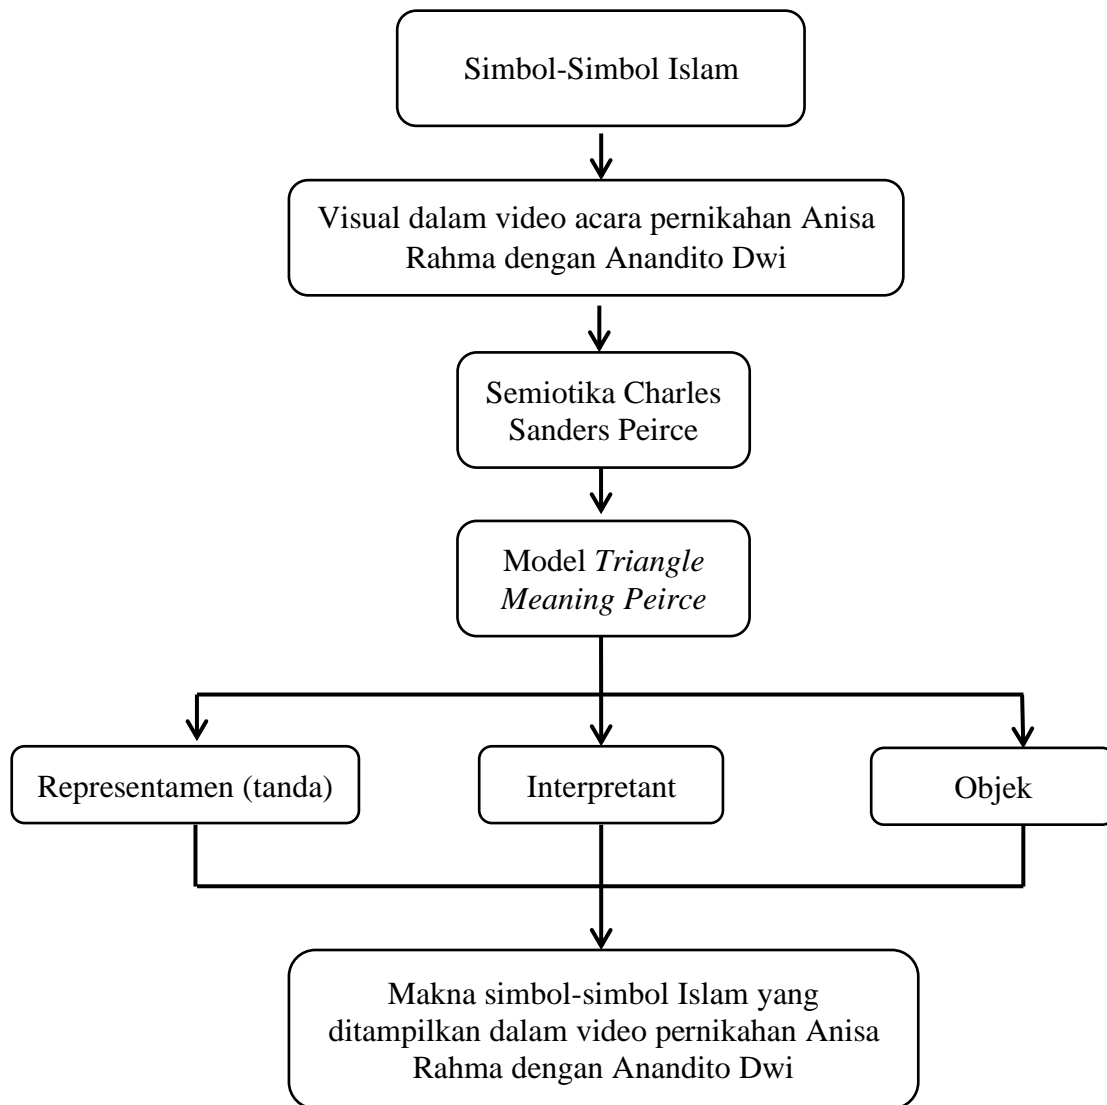 Simbol-Simbol Islam
Visual dalam video acara pernikahan Anisa
Rahma dengan Anandito Dwi
Semiotika Charles
Sanders Peirce
Model Triangle
Meaning Peirce
Representamen (tanda)
Interpretant
Objek
Makna simbol-simbol Islam yang
ditampilkan dalam video pernikahan Anisa
Rahma dengan Anandito Dwi